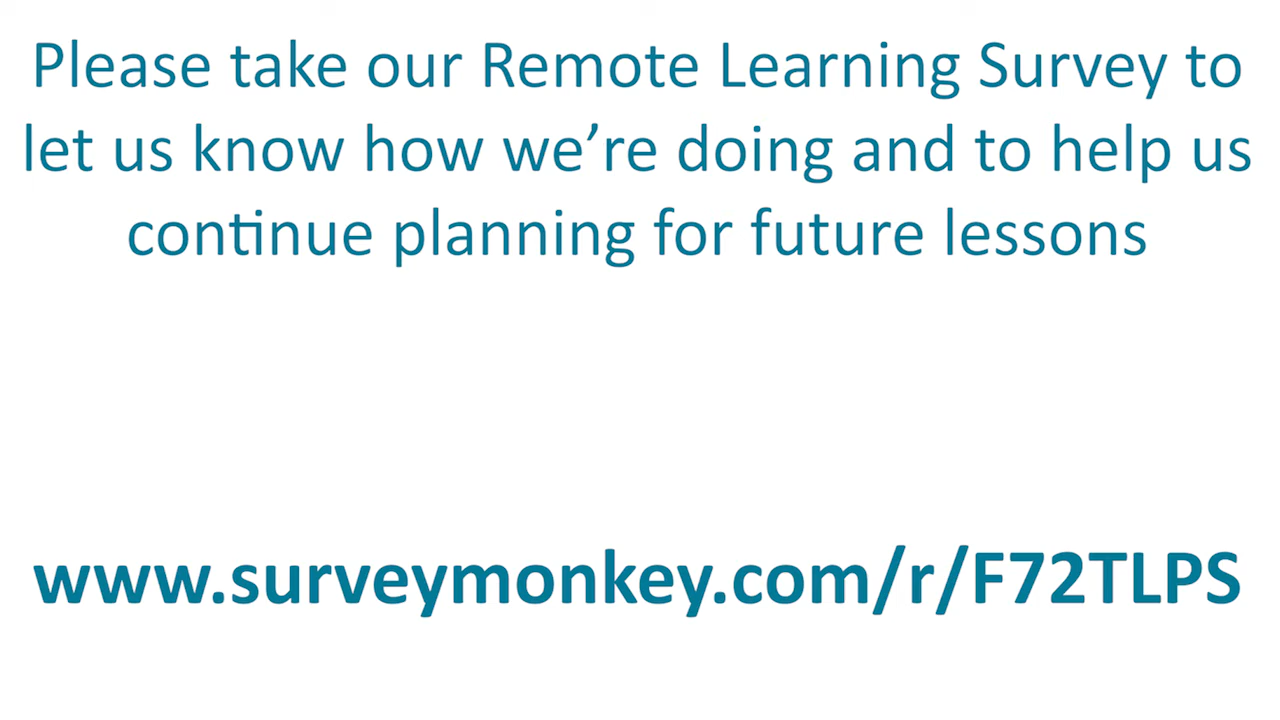 Please take our Remote Learning Survey to
let us know how we’re doing and to help us
continue planning for future lessons
www.surveymonkey.com/r/F72TLPS